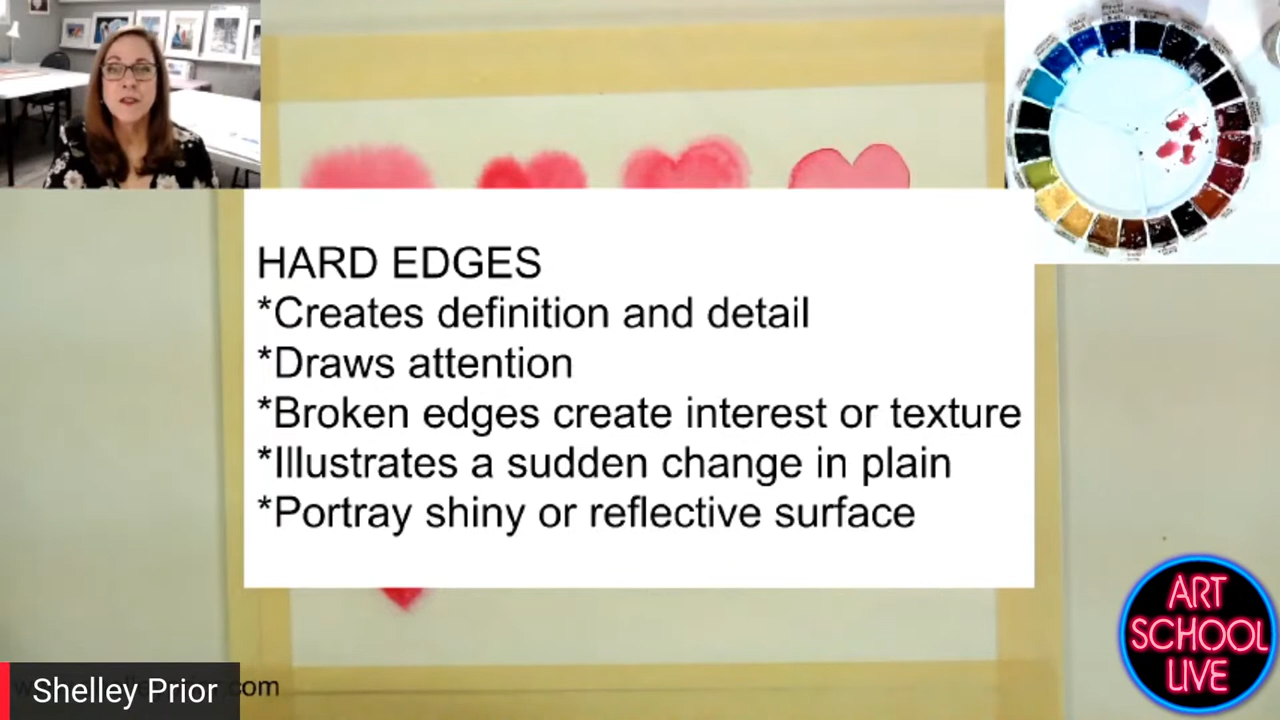 HARD EDGES
*Creates definition and detail
*Draws attention
*Broken edges create interest or texture
*Illustrates a sudden change in plain
*Portray shiny or reflective surface
ART
SCHOOL
LIVE
Shelley Prior
.com